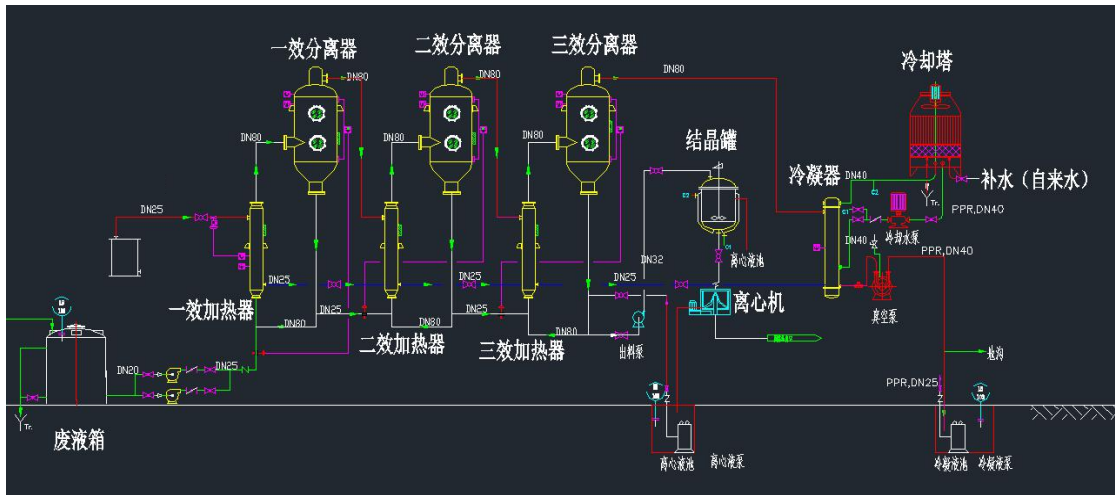 一效分离器
二效分离器
三效分离器
冷却塔
DN80
DN80
DN80
DN80
DN80
DN80
结晶罐
冷凝器
DN40
补水（自来水）
Tr.
PPR,DN40
冷却水泵
DN25
DN40
PPR,DN40
离心液池
DN32
DN25
DN25
DN25
DN25
离心机
真空泵
一效加热器
DN80
DN80
DN80
二效加热器
三效加热器
出料泵
地沟
DN20
DN25
PPR,DN25
Tr.
废液箱
离心液池
离心液泵
冷凝液池
冷凝液泵